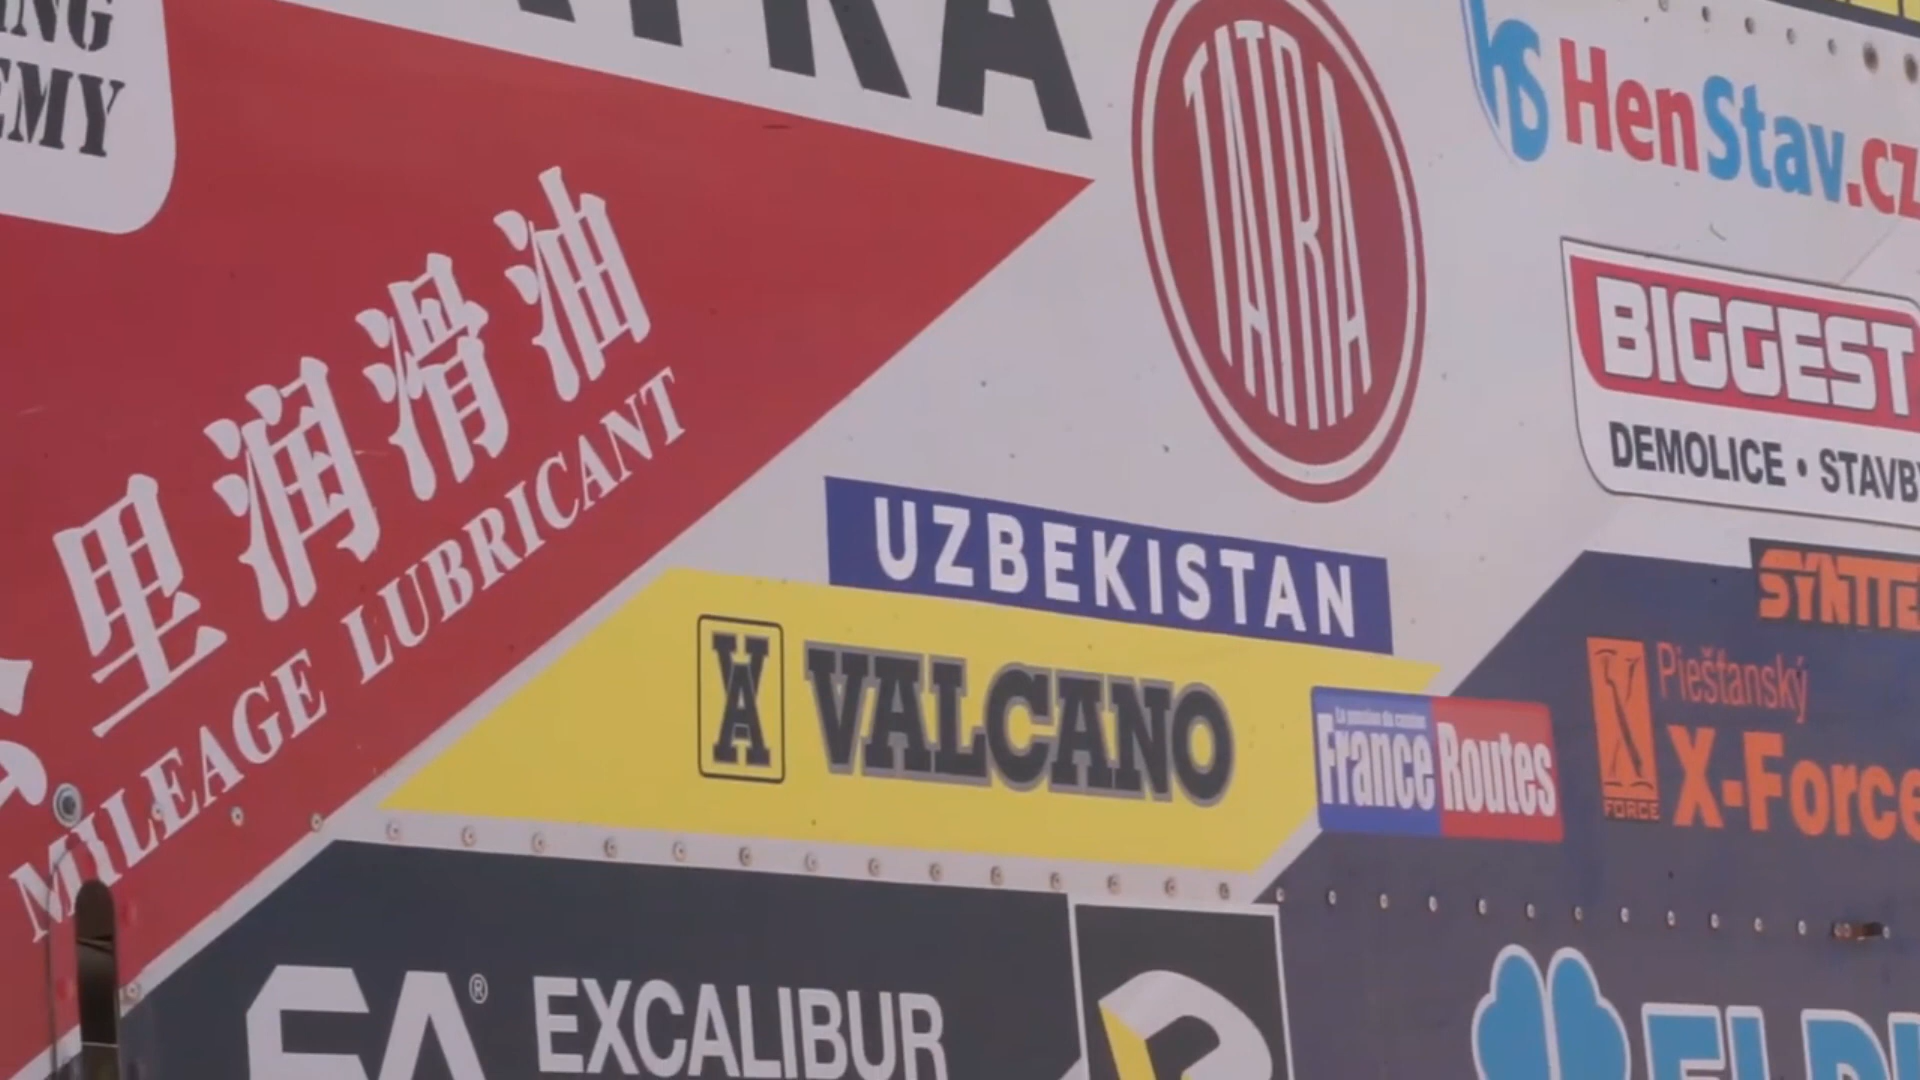 TATRA
HenStav.cz
BIGGEST
DEMOLICE • STAVBY
里润滑油
MILEAGE LUBRICANT
UZBEKISTAN
VALCANO
France Routes
Piešťanský
X-Force
FORCE
EXCALIBUR